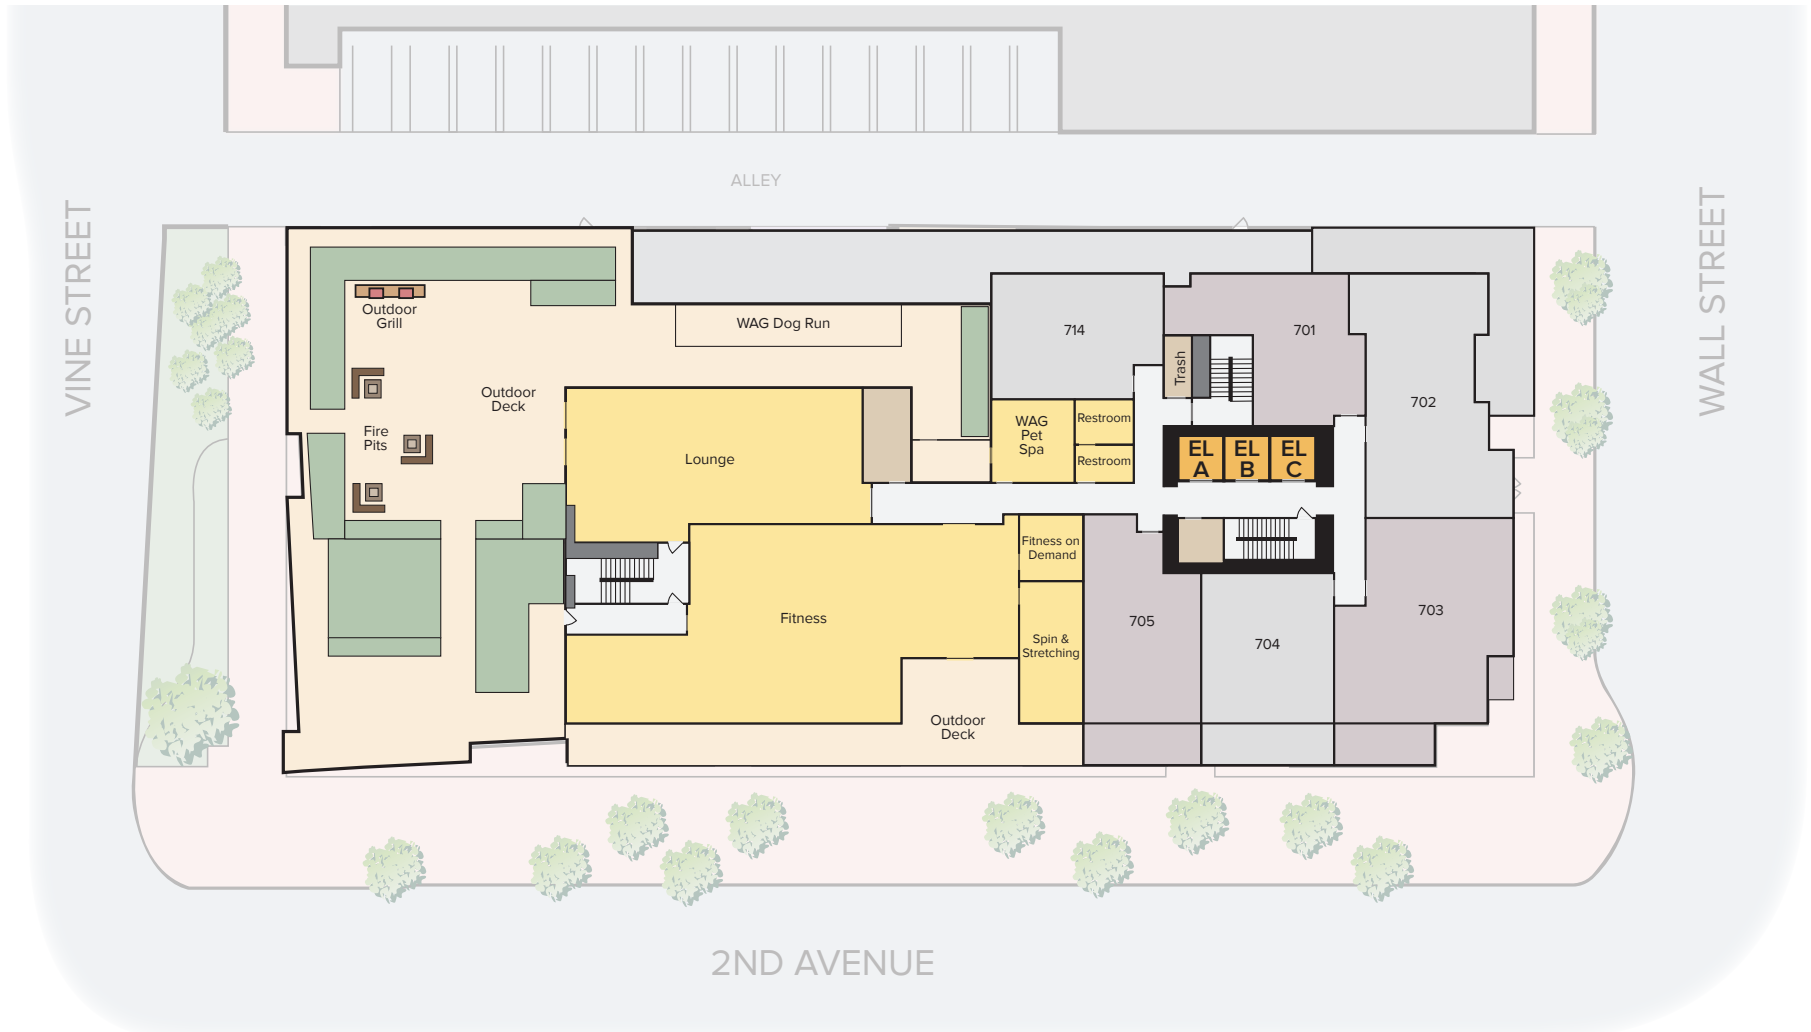 ALLEY
VINE STREET
WALL STREET
Outdoor
Grill
WAG Dog Run
714
701
Trash
702
Outdoor
Deck
Fire
Pits
Lounge
WAG
Pet
Spa
Restroom
Restroom
EL
A
EL
B
EL
C
Fitness on
Demand
Fitness
Spin &
Stretching
705
704
703
Outdoor
Deck
2ND AVENUE